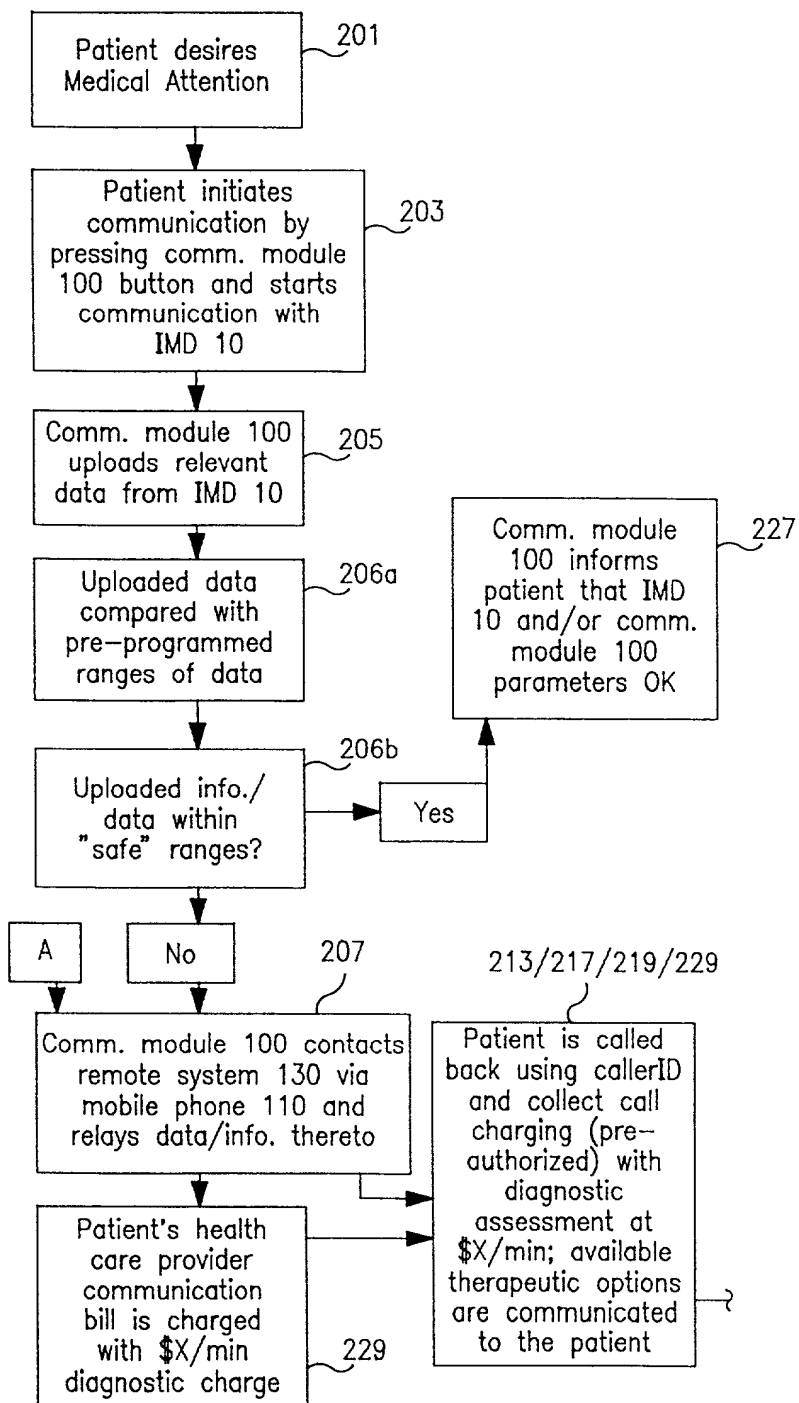 Patient desires
Medical Attention
201
Patient initiates
communication by
pressing comm. module
100 button and starts
communication with
IMD 10
203
Comm. module 100
uploads relevant
data from IMD 10
205
Uploaded data
compared with
pre-programmed
ranges of data
206a
Uploaded info./
data within
"safe" ranges?
206b
Yes
Comm. module
100 informs
patient that IMD
10 and/or comm.
module 100
parameters OK
227
A
No
Comm. module 100 contacts
remote system 130 via
mobile phone 110 and
relays data/info. thereto
207
213/217/219/229
Patient is called
back using callerID
and collect call
charging (pre-
authorized) with
diagnostic
assessment at
$X/min; available
therapeutic options
are communicated
to the patient
Patient's health
care provider
communication
bill is charged
with $X/min
diagnostic charge
229